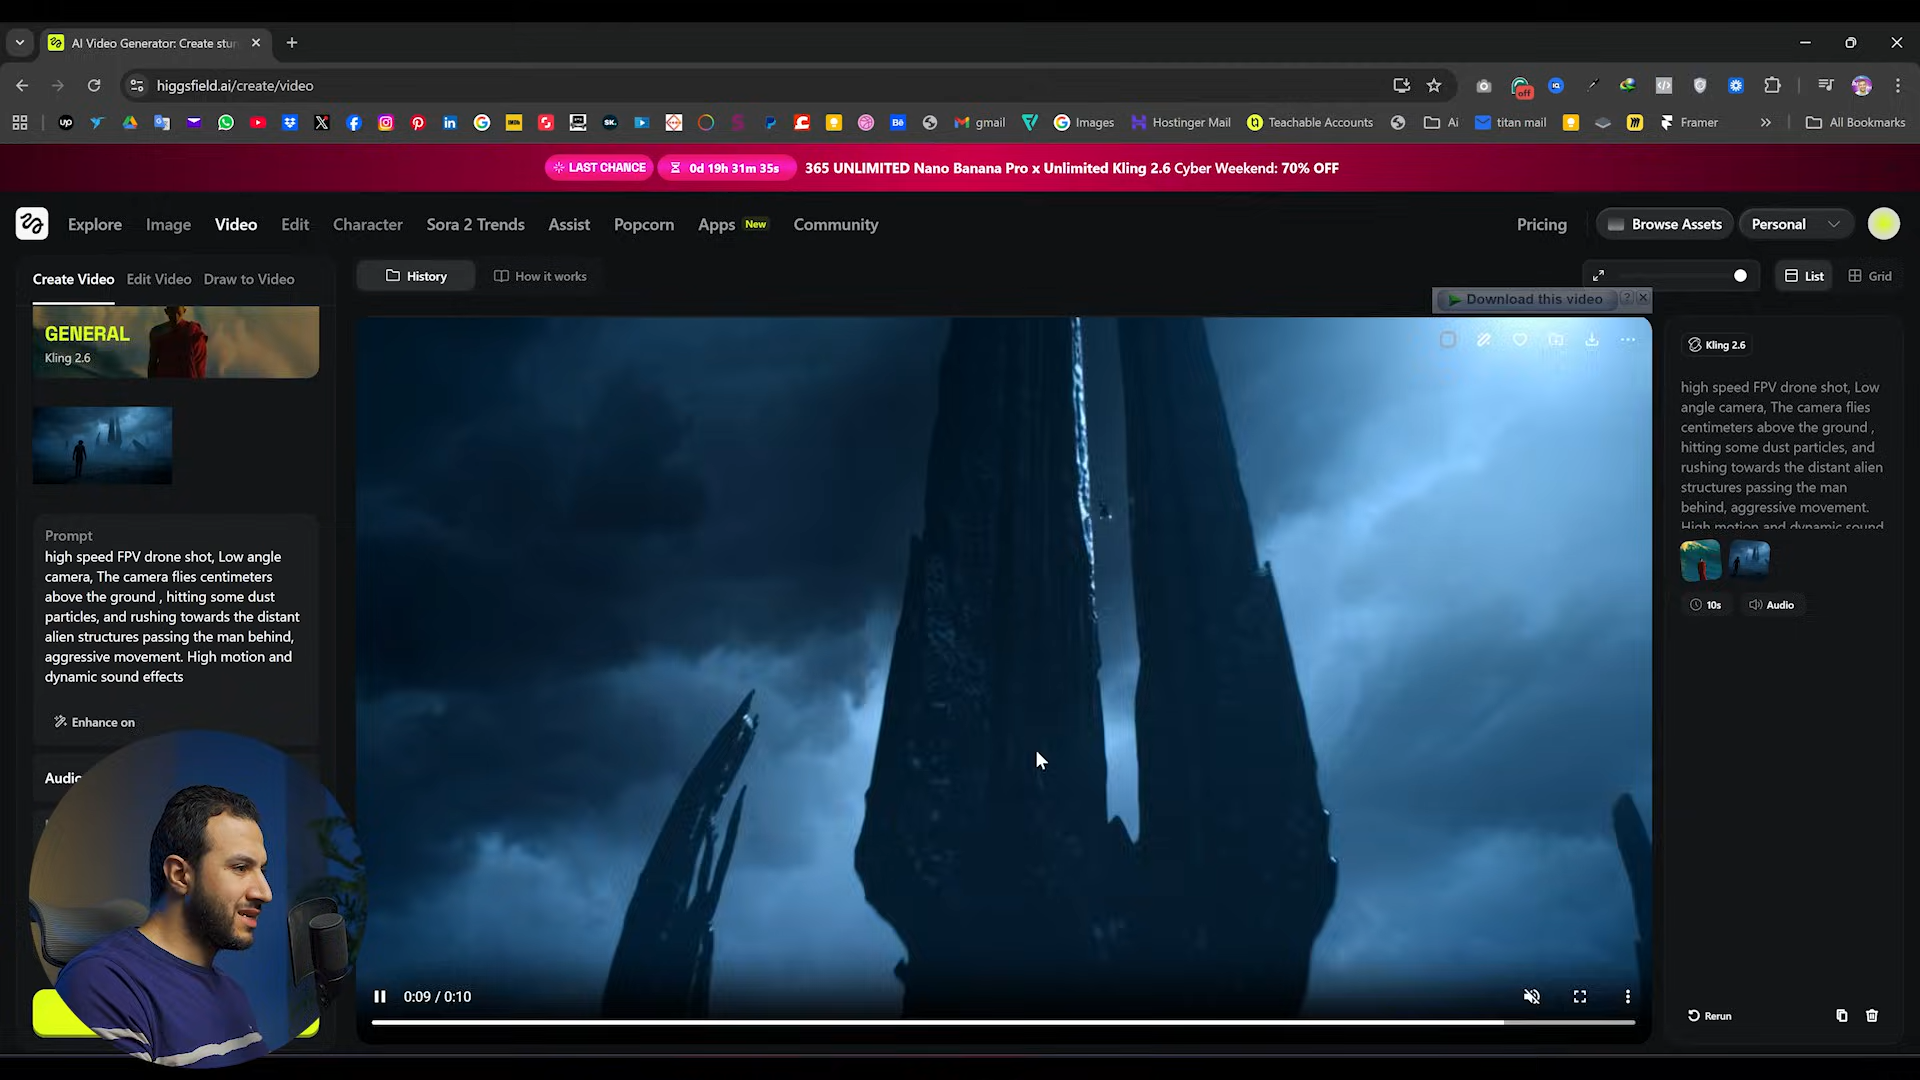 AI Video Generator: Create stun
higgsfield.ai/create/video
off
up
gmail
Images
Hostinger Mail
Teachable Accounts
Ai
titan mail
Framer
All Bookmarks
LAST CHANCE
0d 19h 31m 35s
365 UNLIMITED Nano Banana Pro x Unlimited Kling 2.6 Cyber Weekend: 70% OFF
Explore
Image
Video
Edit
Character
Sora 2 Trends
Assist
Popcorn
Apps New
Community
Pricing
Browse Assets
Personal
Create Video
Edit Video
Draw to Video
History
How it works
List
Grid
Download this video
GENERAL
Kling 2.6
Prompt
high speed FPV drone shot, Low angle
camera, The camera flies centimeters
above the ground , hitting some dust
particles, and rushing towards the distant
alien structures passing the man behind,
aggressive movement. High motion and
dynamic sound effects
Enhance on
Audio
0:09 / 0:10
Kling 2.6
high speed FPV drone shot, Low
angle camera, The camera flies
centimeters above the ground ,
hitting some dust particles, and
rushing towards the distant alien
structures passing the man
behind, aggressive movement.
High motion and dynamic sound
10s
Audio
Rerun